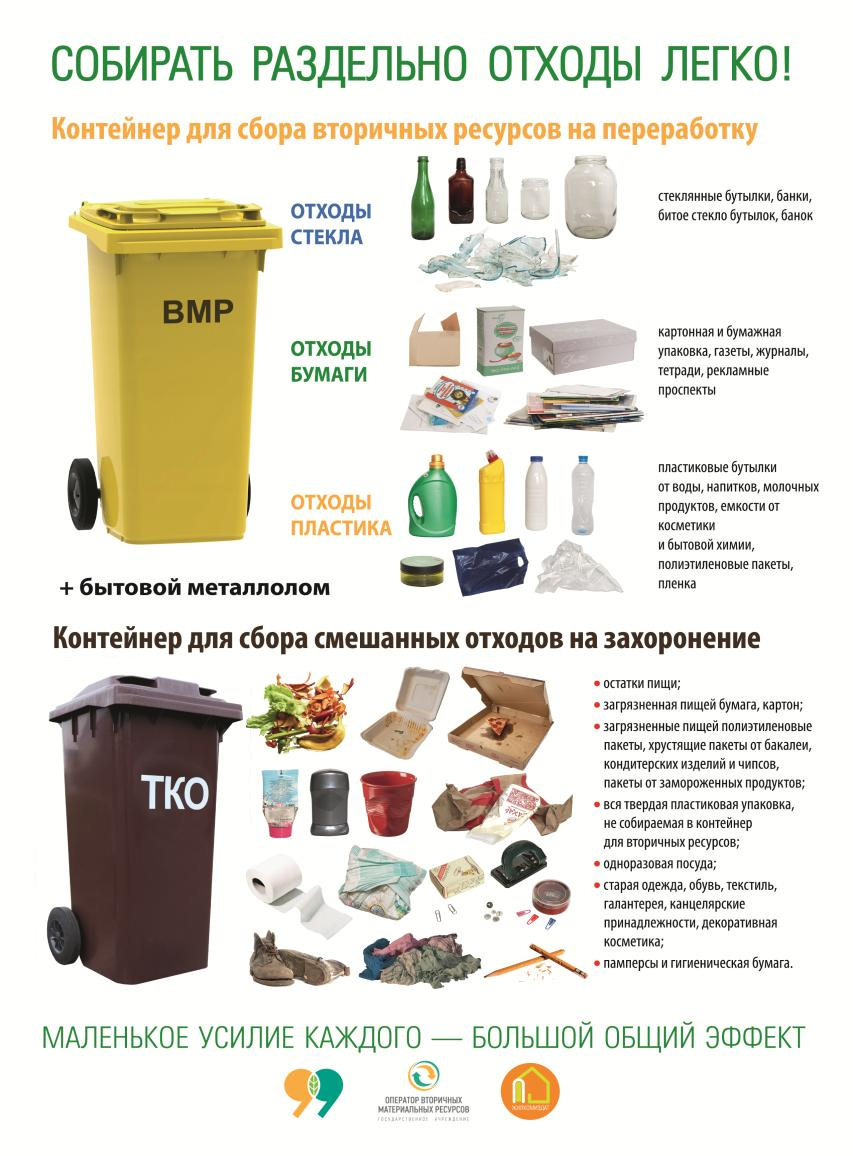 СОБИРАТЬ РАЗДЕЛЬНО ОТХОДЫ ЛЕГКО!
Контейнер для сбора вторичных ресурсов на переработку
ВМР
ОТХОДЫ
СТЕКЛА
стеклянные бутылки, банки,
битое стекло бутылок, банок
ОТХОДЫ
БУМАГИ
картонная и бумажная
упаковка, газеты, журналы,
тетради, рекламные
проспекты
ОТХОДЫ
ПЛАСТИКА
пластиковые бутылки
от воды, напитков, молочных
продуктов, емкости от
косметики
и бытовой химии,
полиэтиленовые пакеты,
пленка
+ бытовой металлолом
Контейнер для сбора смешанных отходов на захоронение
ТКО
• остатки пищи;
• загрязненная пищей бумага, картон;
• загрязненные пищей полиэтиленовые
пакеты, хрустящие пакеты от бакалеи,
кондитерских изделий и чипсов,
пакеты от замороженных продуктов;
• вся твердая пластиковая упаковка,
не собираемая в контейнер
для вторичных ресурсов;
• одноразовая посуда;
• старая одежда, обувь, текстиль,
галантерея, канцелярские
принадлежности, декоративная
косметика;
• памперсы и гигиеническая бумага.
МАЛЕНЬКОЕ УСИЛИЕ КАЖДОГО — БОЛЬШОЙ ОБЩИЙ ЭФФЕКТ
ОПЕРАТОР ВТОРИЧНЫХ
МАТЕРИАЛЬНЫХ РЕСУРСОВ
ГОСУДАРСТВЕННОЕ УЧРЕЖДЕНИЕ
ЖИЛКОМИЗДАТ